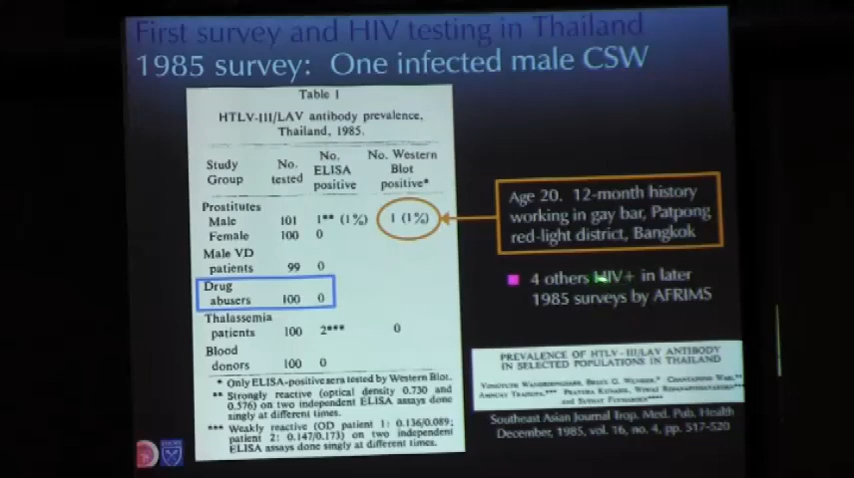 First survey and HIV testing in Thailand
1985 survey: One infected male CSW
Table 1
HTLV-III/LAV antibody prevalence,
Thailand, 1985.
Study Group No. tested No. ELISA positive No. Western Blot positive*
Prostitutes
Male 101 1** (1%) 1 (1%)
Female 100 0
Male VD
patients 99 0
Drug
abusers 100 0
Thalassemia
patients 100 2*** 0
Blood
donors 100 0
* Only ELISA-positive sera tested by Western Blot.
** Strongly reactive (optical density 0.730 and
0.576) on two independent ELISA assays done
singly at different times.
*** Weakly reactive (OD patient 1: 0.136/0.089;
patient 2: 0.147/0.173) on two independent
ELISA assays done singly at different times.
Age 20. 12-month history
working in gay bar, Patpong
red-light district, Bangkok
4 others HIV+ in later
1985 surveys by AFRIMS
PREVALENCE OF HTLV-III/LAV ANTIBODY
IN SELECTED POPULATIONS IN THAILAND
Southeast Asian Journal Trop. Med. Pub. Health
December, 1985, vol. 16, no. 4, pp. 517-520